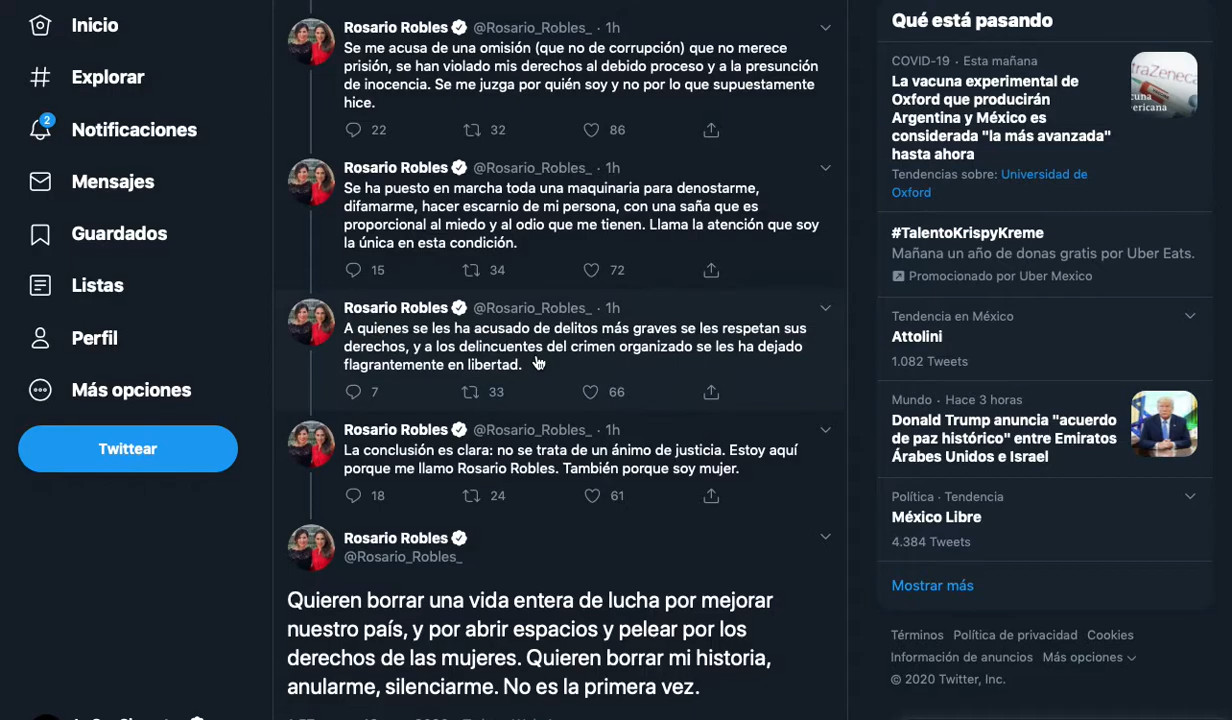 Inicio
Explorar
2
Notificaciones
Mensajes
Guardados
Listas
Perfil
Más opciones
Twittear
Rosario Robles @Rosario_Robles_ · 1h
Se me acusa de una omisión (que no de corrupción) que no merece
prisión, se han violado mis derechos al debido proceso y a la presunción
de inocencia. Se me juzga por quién soy y no por lo que supuestamente
hice.
22 32 86
Rosario Robles @Rosario_Robles_ · 1h
Se ha puesto en marcha toda una maquinaria para denostarme,
difamarme, hacer escarnio de mi persona, con una saña que es
proporcional al miedo y al odio que me tienen. Llama la atención que soy
la única en esta condición.
15 34 72
Rosario Robles @Rosario_Robles_ · 1h
A quienes se les ha acusado de delitos más graves se les respetan sus
derechos, y a los delincuentes del crimen organizado se les ha dejado
flagrantemente en libertad.
7 33 66
Rosario Robles @Rosario_Robles_ · 1h
La conclusión es clara: no se trata de un ánimo de justicia. Estoy aquí
porque me llamo Rosario Robles. También porque soy mujer.
18 24 61
Rosario Robles
@Rosario_Robles_
Quieren borrar una vida entera de lucha por mejorar
nuestro país, y por abrir espacios y pelear por los
derechos de las mujeres. Quieren borrar mi historia,
anularme, silenciarme. No es la primera vez.
Qué está pasando
COVID-19 · Esta mañana
La vacuna experimental de
Oxford que producirán
Argentina y México es
considerada "la más avanzada"
hasta ahora
Tendencias sobre: Universidad de
Oxford
#TalentoKrispyKreme
Mañana un año de donas gratis por Uber Eats.
Promocionado por Uber Mexico
Tendencia en México
Attolini
1.082 Tweets
Mundo · Hace 3 horas
Donald Trump anuncia "acuerdo
de paz histórico" entre Emiratos
Árabes Unidos e Israel
Política · Tendencia
México Libre
4.384 Tweets
Mostrar más
Términos Política de privacidad Cookies
Información de anuncios Más opciones
© 2020 Twitter, Inc.